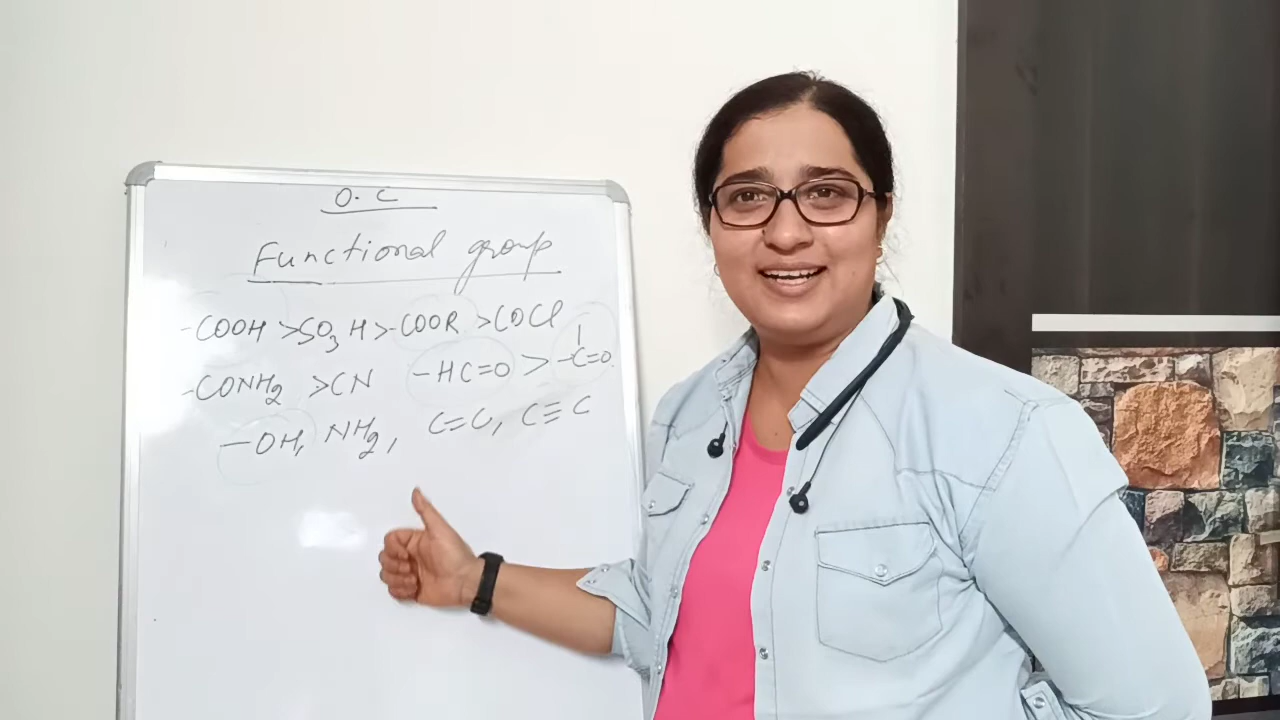 O. C
Functional group
-COOH >SO₃H >-COOR >COCl
-CONH₂ >CN -HC=O > -C=O
-OH, NH₂, C=C, C≡C